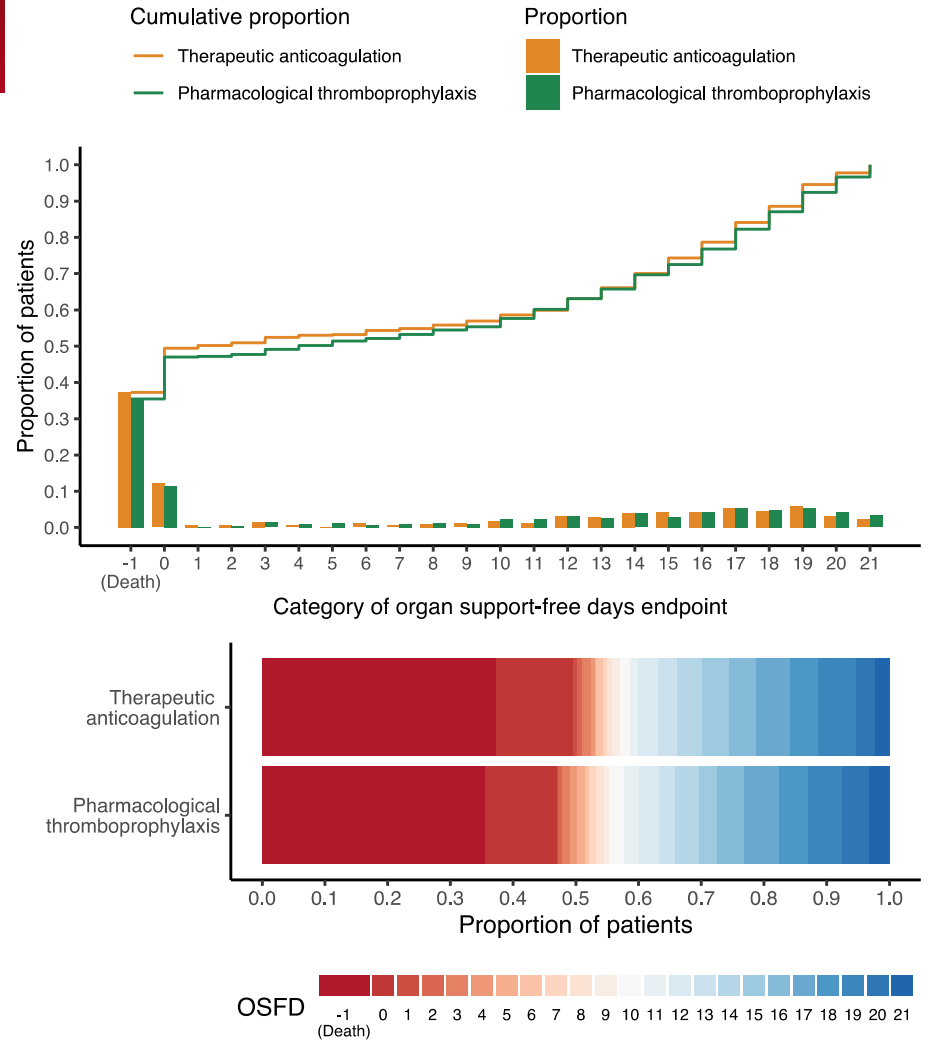 Cumulative proportion
Therapeutic anticoagulation
Pharmacological thromboprophylaxis
Proportion
Therapeutic anticoagulation
Pharmacological thromboprophylaxis
Proportion of patients
1.0
0.9
0.8
0.7
0.6
0.5
0.4
0.3
0.2
0.1
0.0
-1 0 1 2 3 4 5 6 7 8 9 10 11 12 13 14 15 16 17 18 19 20 21
(Death)
Category of organ support-free days endpoint
Therapeutic
anticoagulation
Pharmacological
thromboprophylaxis
0.0 0.1 0.2 0.3 0.4 0.5 0.6 0.7 0.8 0.9 1.0
Proportion of patients
OSFD
-1 0 1 2 3 4 5 6 7 8 9 10 11 12 13 14 15 16 17 18 19 20 21
(Death)